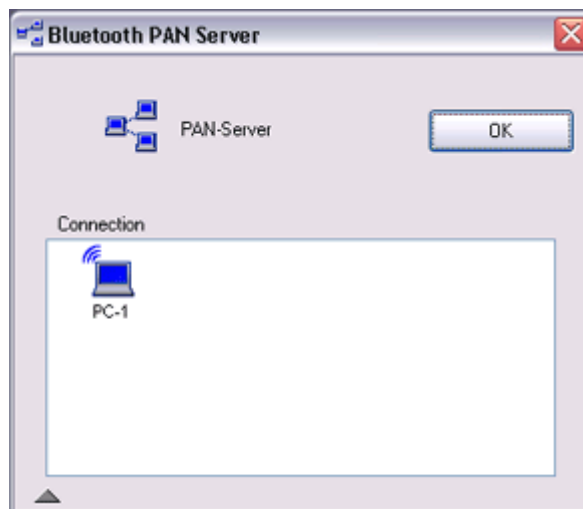 Bluetooth PAN Server
PAN-Server
OK
Connection
PC-1